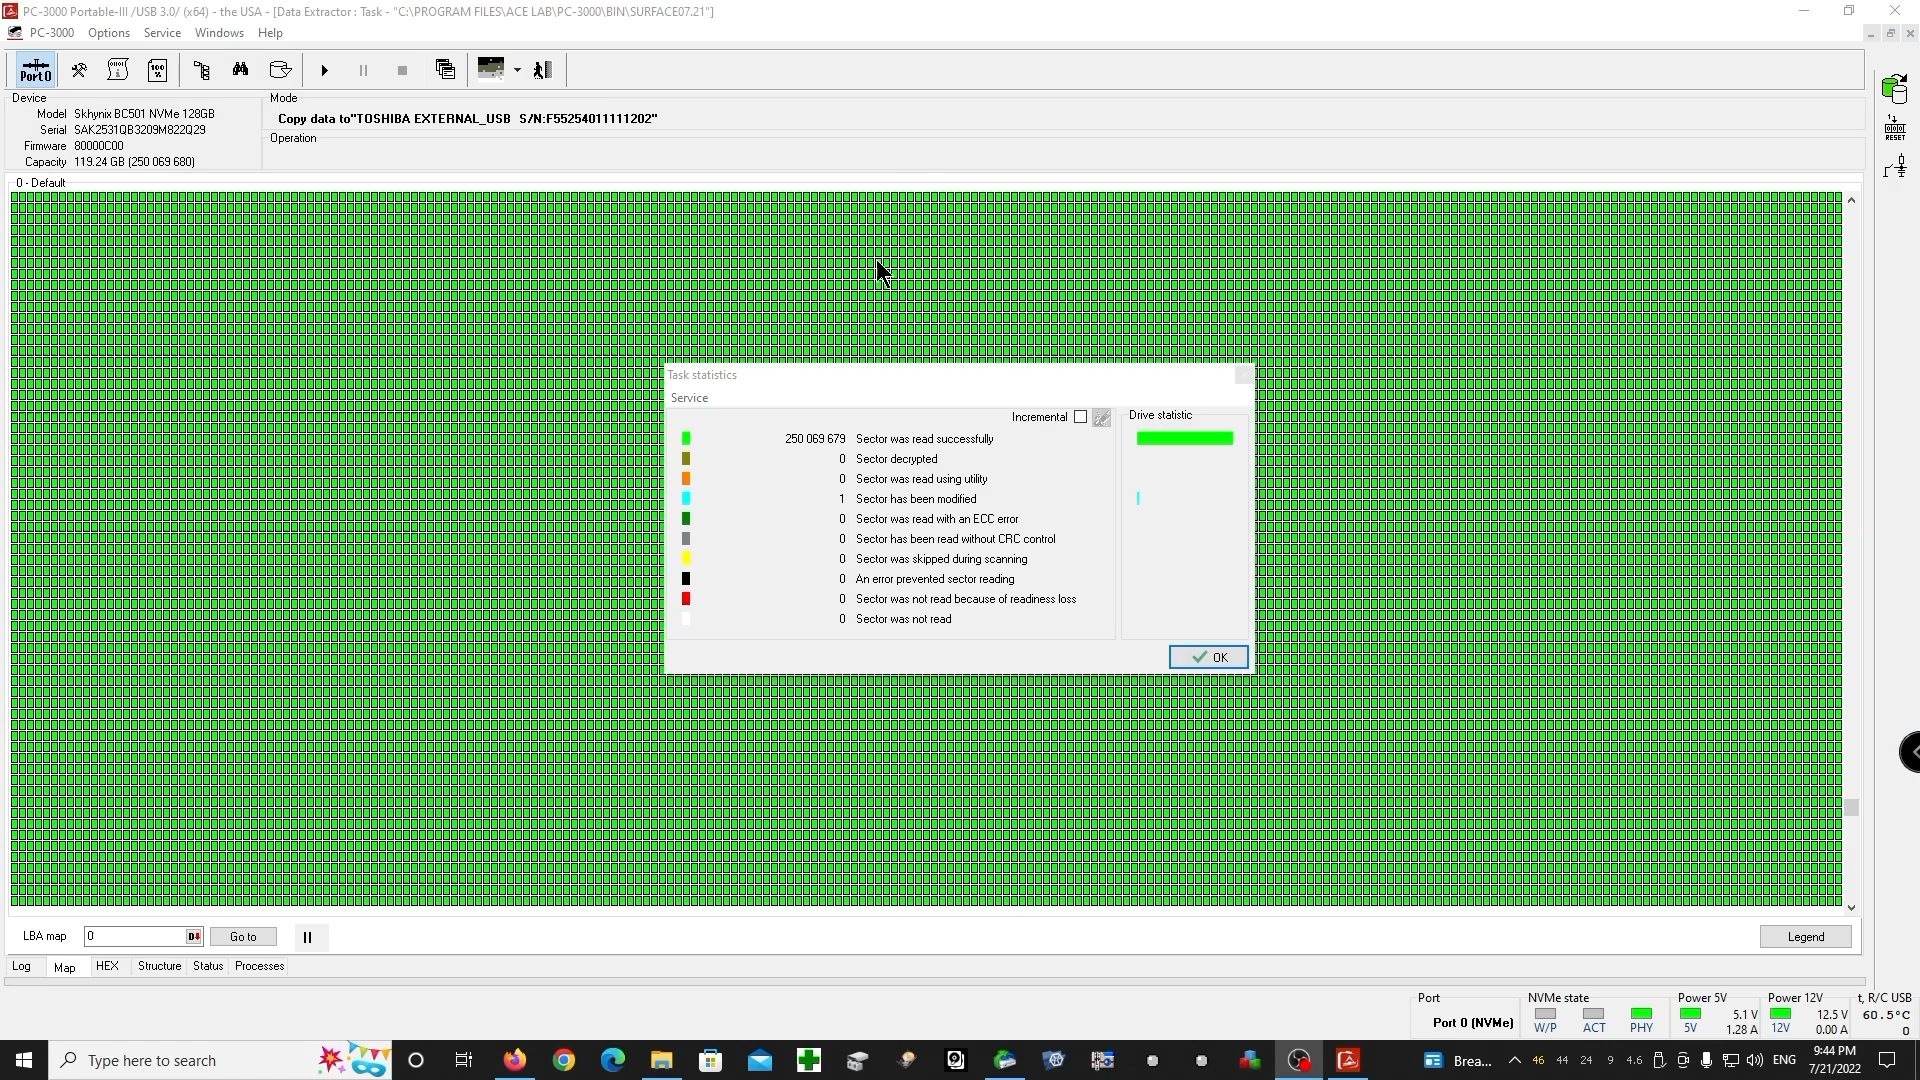 PC-3000 Portable-III /USB 3.0/ (x64) - the USA - [Data Extractor : Task - "C:\PROGRAM FILES\ACE LAB\PC-3000\BIN\SURFACE07.21"]
PC-3000 Options Service Windows Help
Port0
Device
Model Skhynix BC501 NVMe 128GB
Serial SAK2531QB3209M822Q29
Firmware 80000C00
Capacity 119.24 GB (250 069 680)
Mode
Copy data to"TOSHIBA EXTERNAL_USB S/N:F55254011111202"
Operation
RESET
0 - Default
Task statistics
Service
Incremental
Drive statistic
250 069 679 Sector was read successfully
0 Sector decrypted
0 Sector was read using utility
1 Sector has been modified
0 Sector was read with an ECC error
0 Sector has been read without CRC control
0 Sector was skipped during scanning
0 An error prevented sector reading
0 Sector was not read because of readiness loss
0 Sector was not read
OK
LBA map 0 Go to Legend
Log Map HEX Structure Status Processes
Port
Port 0 (NVMe)
NVMe state
W/P ACT PHY
Power 5V
5V 5.1 V
1.28 A
Power 12V
12V 12.5 V
0.00 A
t, R/C USB
60.5°C
0
Type here to search
Brea... 46 44 24 9 4.6 ENG
9:44 PM
7/21/2022